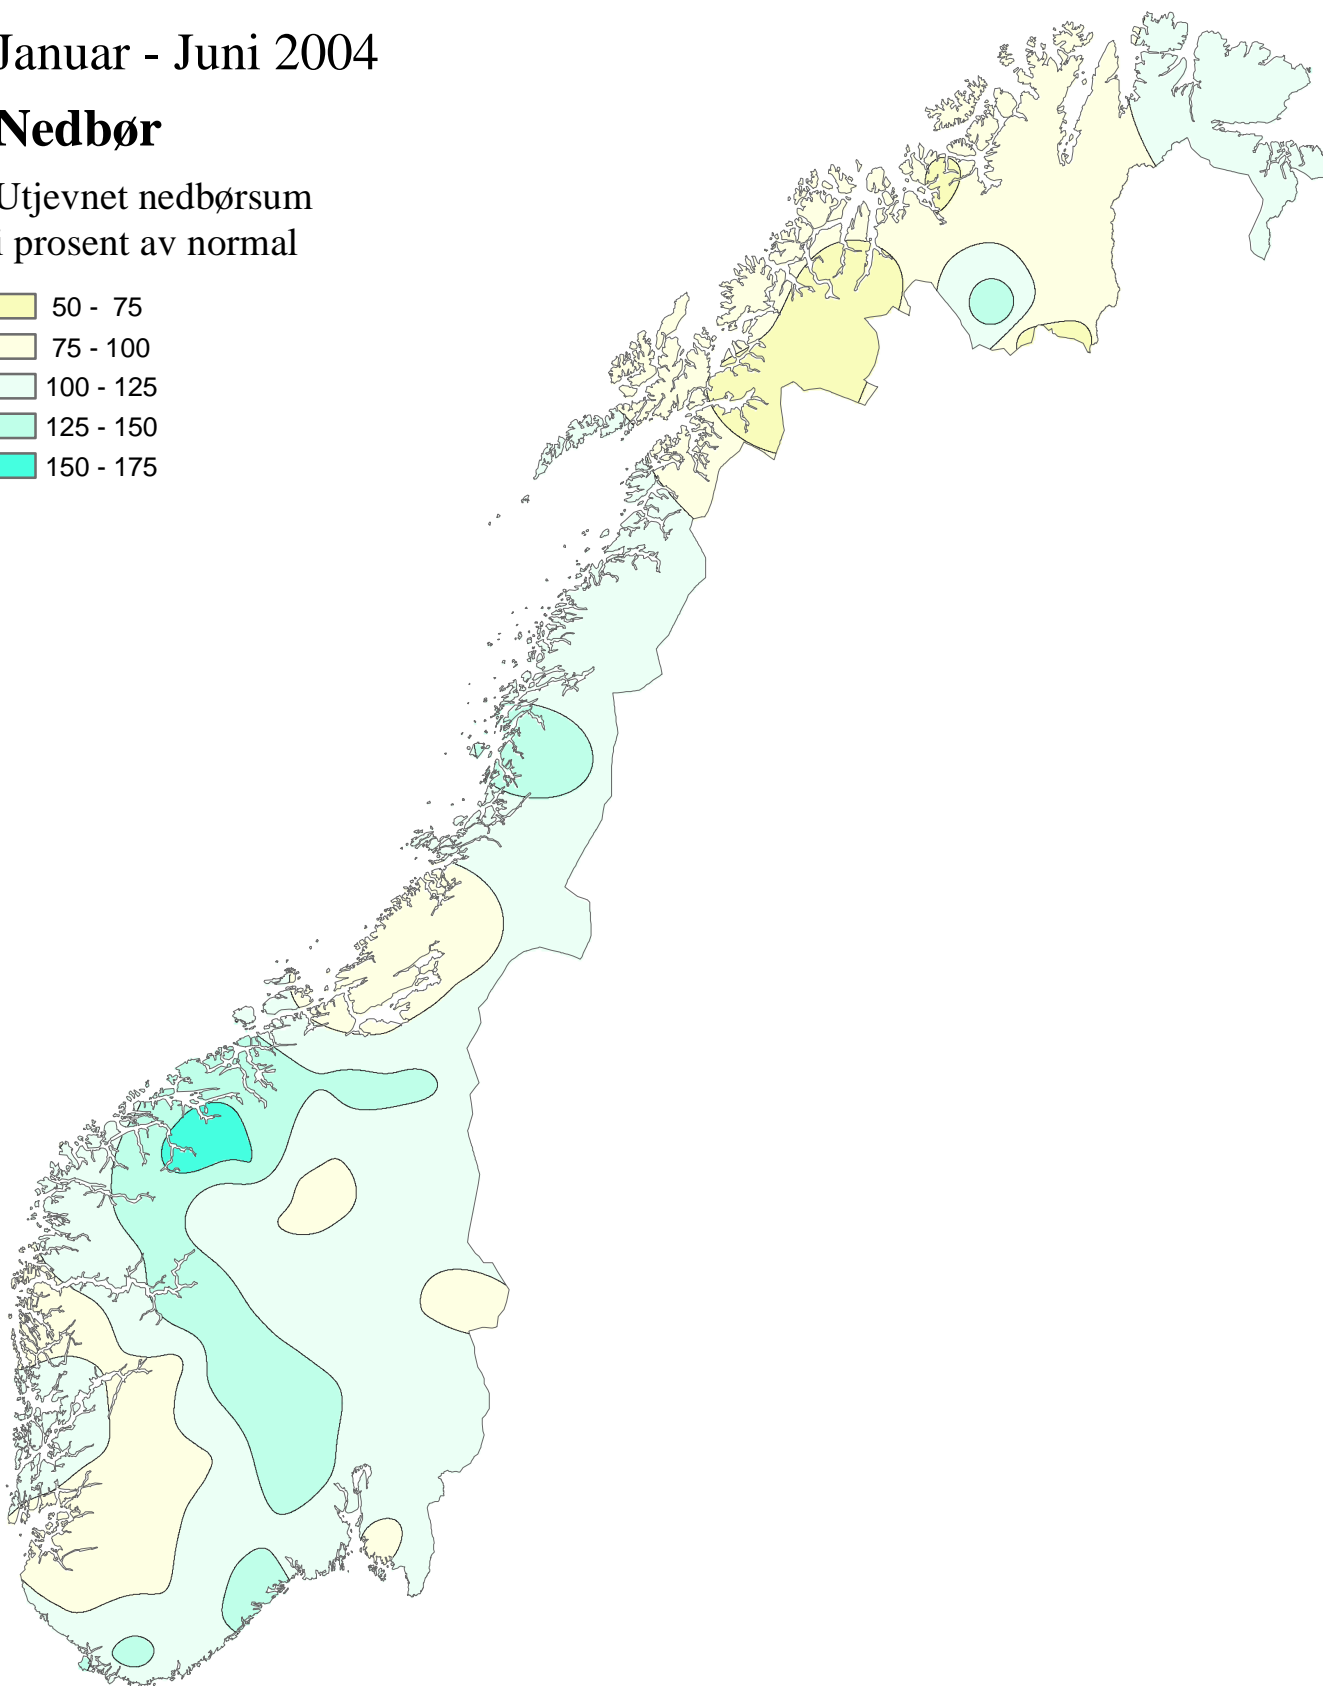 Januar - Juni 2004
Nedbør
Utjevnet nedbørsum
i prosent av normal
50 - 75
75 - 100
100 - 125
125 - 150
150 - 175